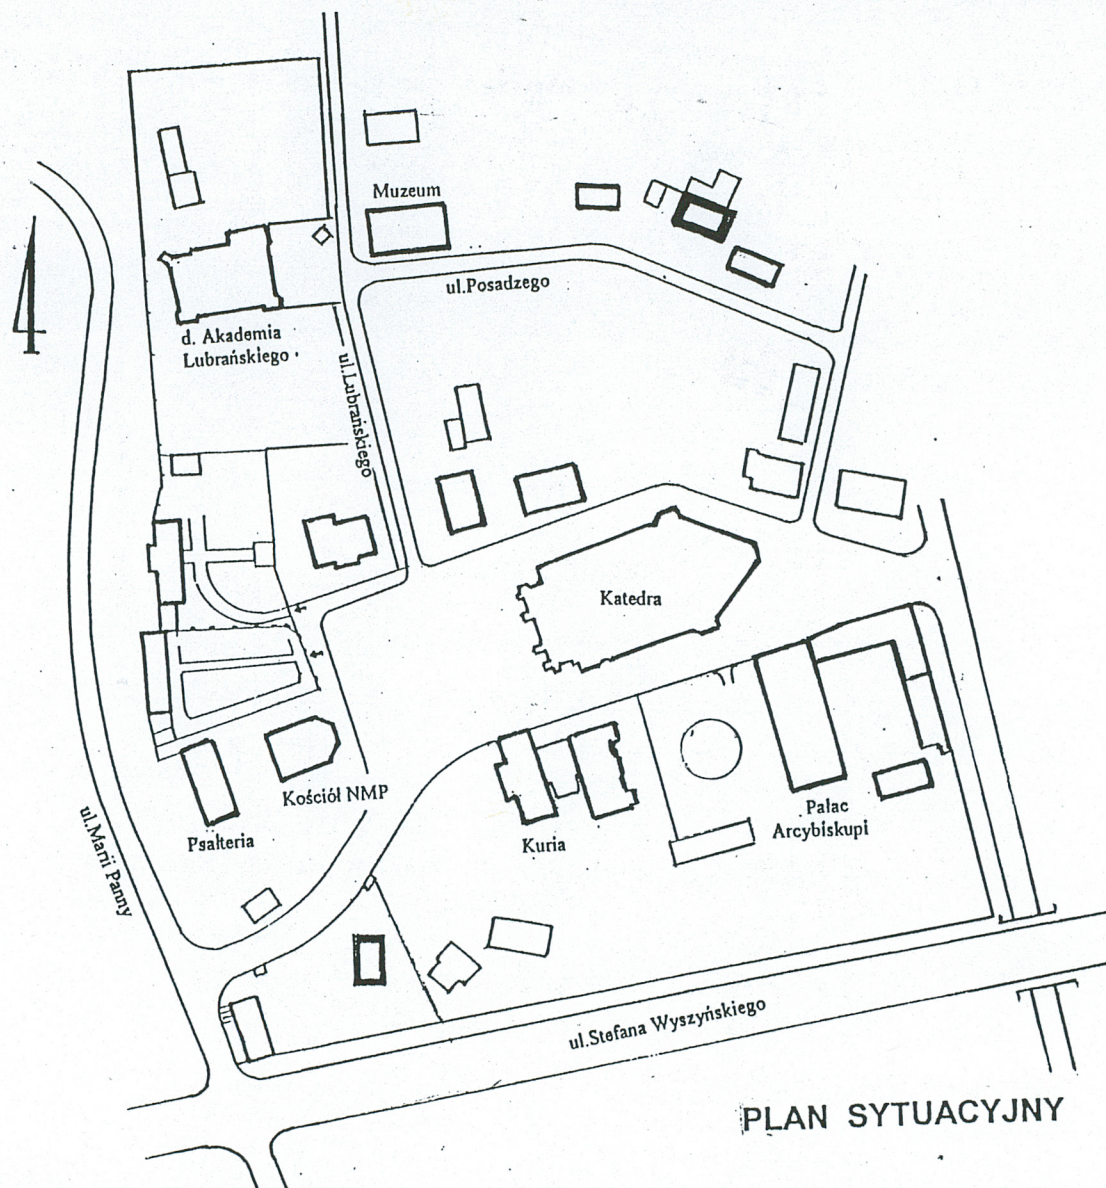 Muzeum
ul.Posadzego
d. Akademia
Lubrańskiego
ul.Lubrańskiego
Katedra
Kościół NMP
Psałteria
Kuria
Pałac
Arcybiskupi
ul.Marii Panny
ul.Stefana Wyszyńskiego
PLAN SYTUACYJNY